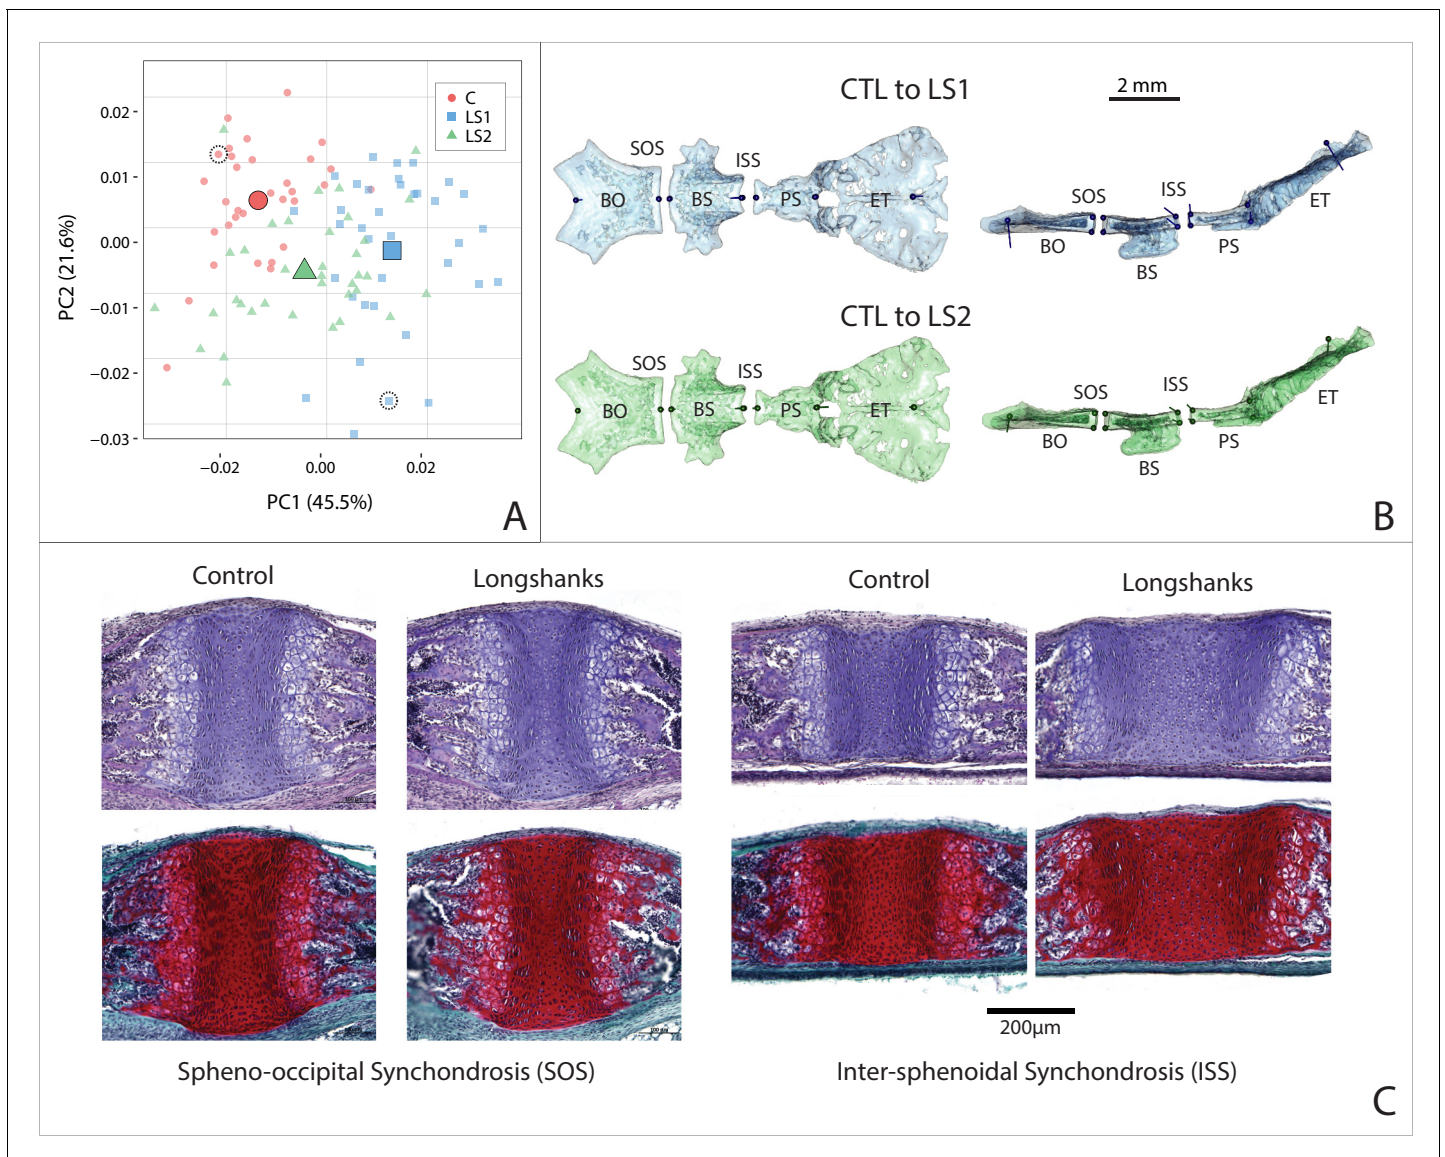 C
LS1
LS2
0.02
0.01
0.00
−0.01
−0.02
−0.03
PC2 (21.6%)
−0.02
0.00
0.02
PC1 (45.5%)
A
CTL to LS1
2 mm
SOS
ISS
BO
BS
PS
ET
SOS
ISS
BO
BS
PS
ET
CTL to LS2
SOS
ISS
BO
BS
PS
ET
SOS
ISS
BO
BS
PS
ET
B
Control
Longshanks
Control
Longshanks
100 µm
200µm
Spheno-occipital Synchondrosis (SOS)
Inter-sphenoidal Synchondrosis (ISS)
C